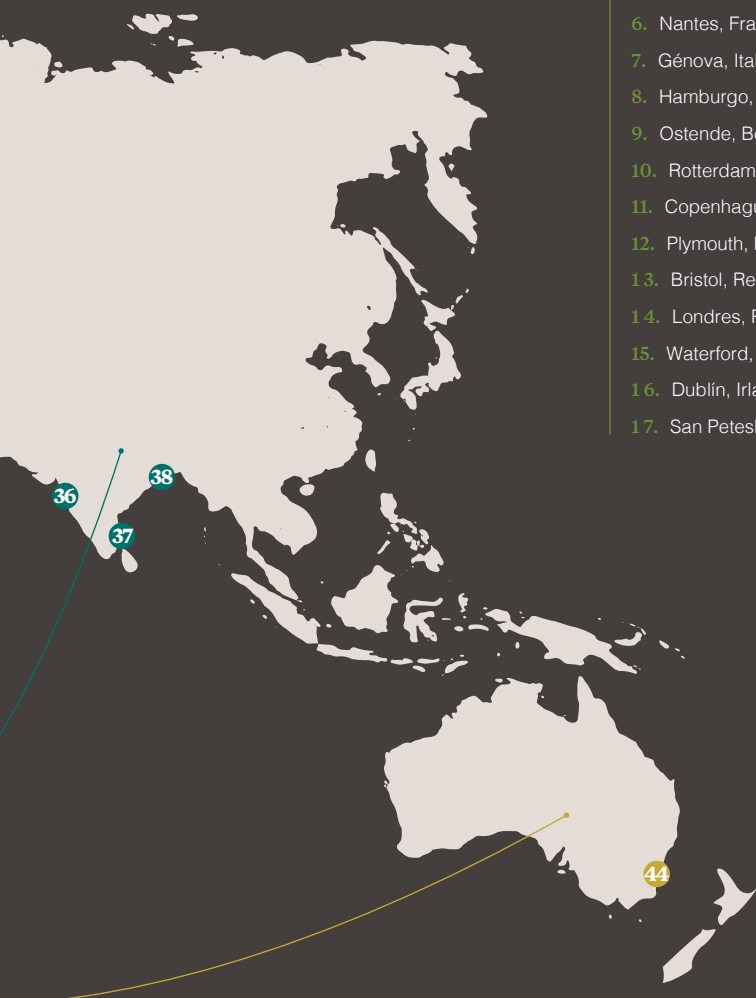 6. Nantes, Fra
7. Génova, Ital
8. Hamburgo,
9. Ostende, Bé
10. Rotterdam
11. Copenhagu
12. Plymouth,
13. Bristol, Re
14. Londres,
15. Waterford,
16. Dublín, Irla
17. San Petes
36
38
37
44